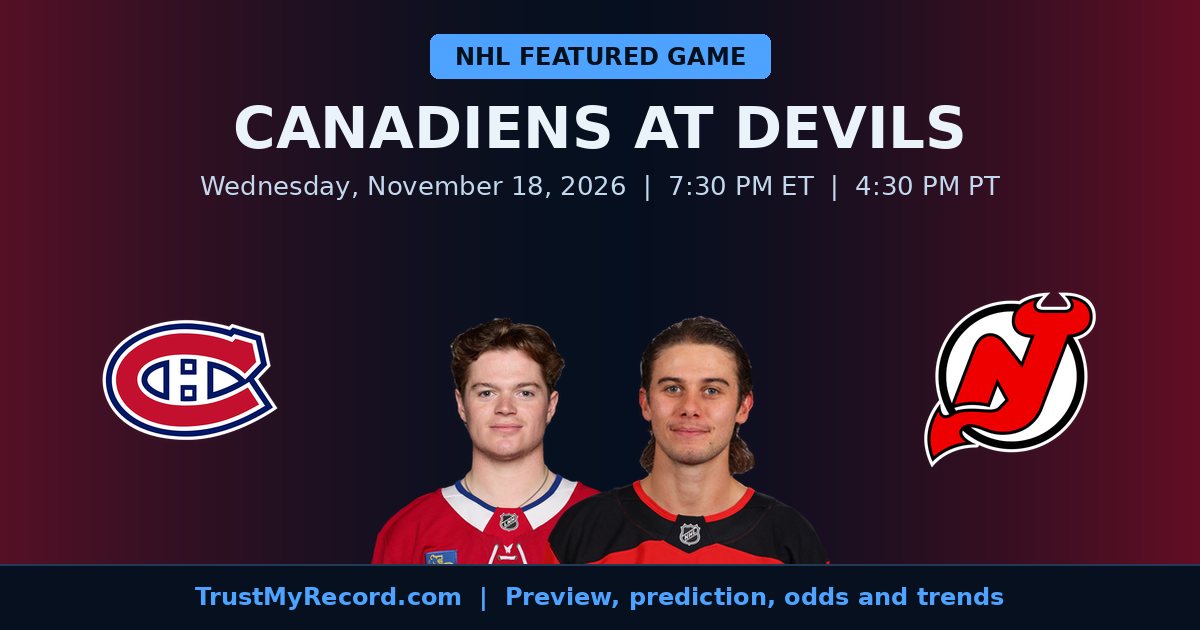 NHL FEATURED GAME
CANADIENS AT DEVILS
Wednesday, November 18, 2026 | 7:30 PM ET | 4:30 PM PT
TrustMyRecord.com | Preview, prediction, odds and trends